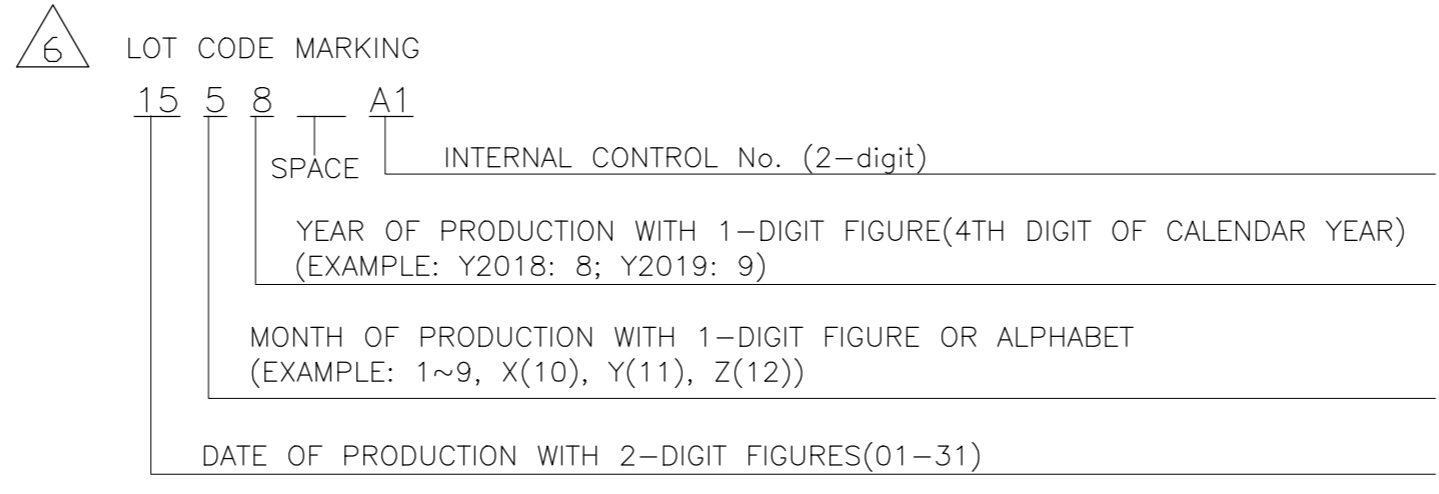 6 LOT CODE MARKING
15 5 8 __ A1
SPACE INTERNAL CONTROL No. (2-digit)
YEAR OF PRODUCTION WITH 1-DIGIT FIGURE(4TH DIGIT OF CALENDAR YEAR)
(EXAMPLE: Y2018: 8; Y2019: 9)
MONTH OF PRODUCTION WITH 1-DIGIT FIGURE OR ALPHABET
(EXAMPLE: 1~9, X(10), Y(11), Z(12))
DATE OF PRODUCTION WITH 2-DIGIT FIGURES(01-31)